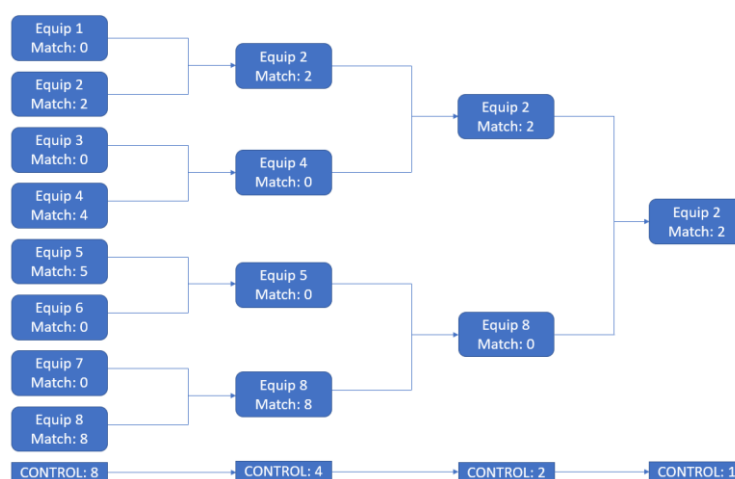 Equip 1
Match: 0
Equip 2
Match: 2
Equip 3
Match: 0
Equip 4
Match: 4
Equip 5
Match: 5
Equip 6
Match: 0
Equip 7
Match: 0
Equip 8
Match: 8
Equip 2
Match: 2
Equip 4
Match: 0
Equip 5
Match: 0
Equip 8
Match: 8
Equip 2
Match: 2
Equip 8
Match: 0
Equip 2
Match: 2
CONTROL: 8
CONTROL: 4
CONTROL: 2
CONTROL: 1